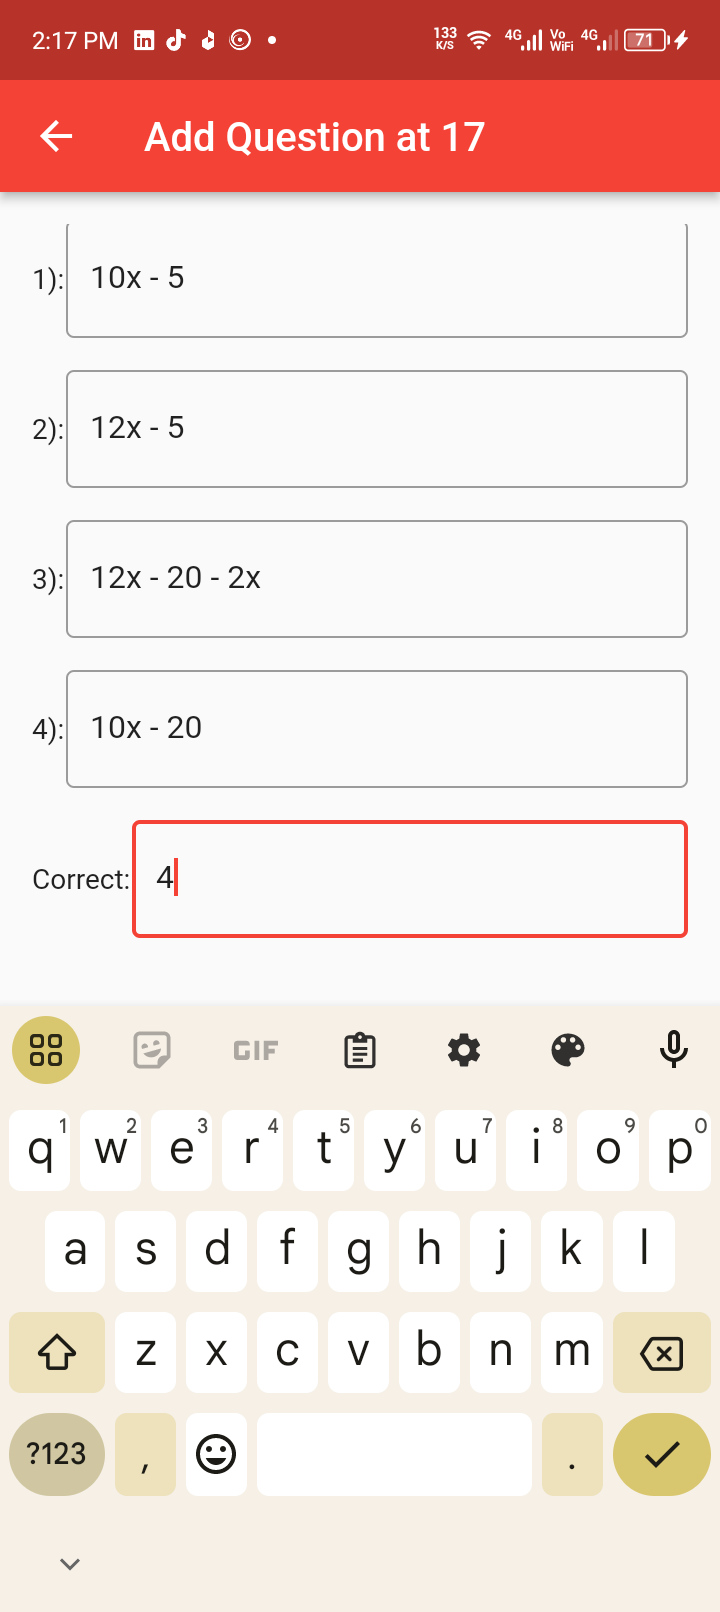 2:17 PM
133 K/S 4G Vo WiFi 4G 71
Add Question at 17
1): 10x - 5
2): 12x - 5
3): 12x - 20 - 2x
4): 10x - 20
Correct: 4
GIF
q1 w2 e3 r4 t5 y6 u7 i8 o9 p0
a s d f g h j k l
z x c v b n m
?123 , .